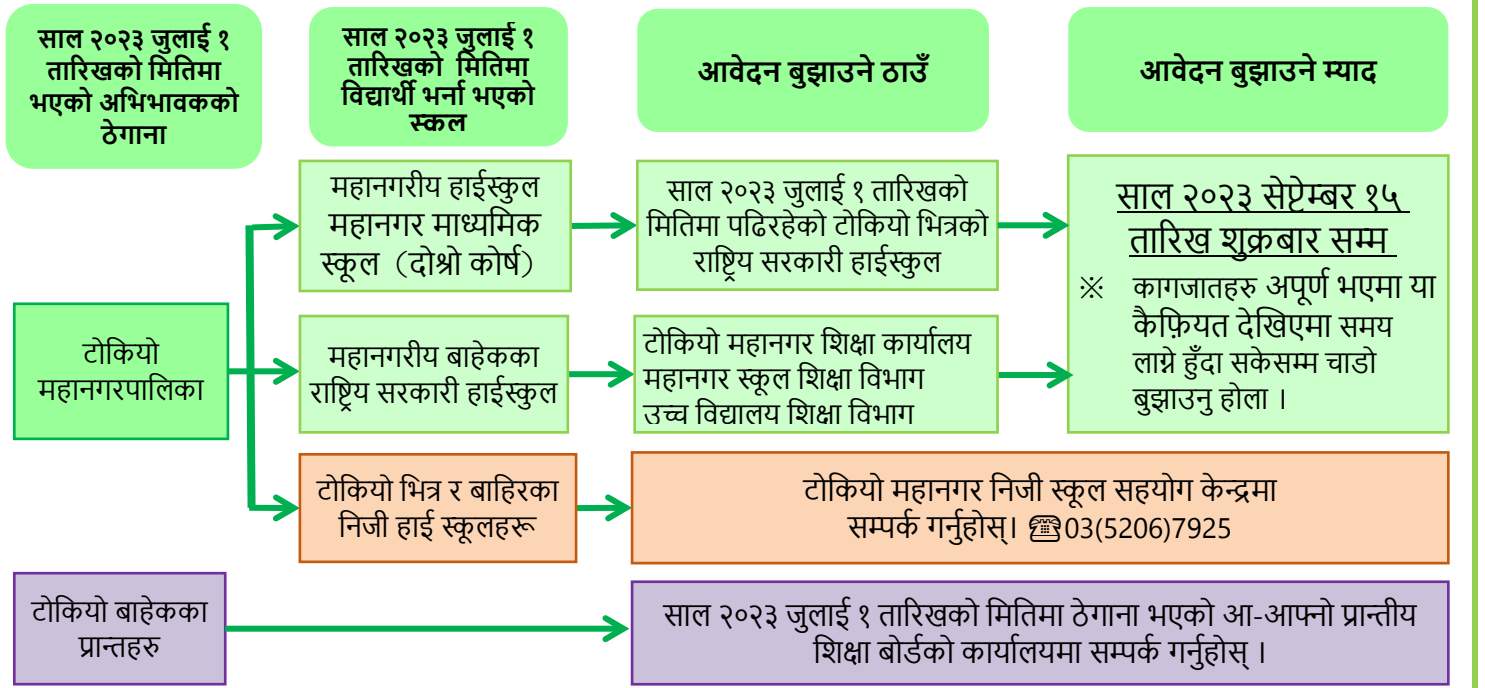 साल २०२३ जुलाई १
तारिखको मितिमा
भएको अभिभावकको
ठेगाना
साल २०२३ जुलाई १
तारिखको मितिमा
विद्यार्थी भर्ना भएको
स्कूल
आवेदन बुझाउने ठाउँ
आवेदन बुझाउने म्याद
टोकियो
महानगरपालिका
महानगरीय हाईस्कुल
महानगर माध्यमिक
स्कूल（दोश्रो कोर्ष）
साल २०२३ जुलाई १ तारिखको
मितिमा पढिरहेको टोकियो भित्रको
राष्ट्रिय सरकारी हाईस्कुल
साल २०२३ सेप्टेम्बर १५
तारिख शुक्रबार सम्म
※ कागजातहरु अपूर्ण भएमा या
कैफ़ियत देखिएमा समय
लाग्ने हुँदा सकेसम्म चाडो
बुझाउनु होला ।
महानगरीय बाहेकका
राष्ट्रिय सरकारी हाईस्कुल
टोकियो महानगर शिक्षा कार्यालय
महानगर स्कूल शिक्षा विभाग
उच्च विद्यालय शिक्षा विभाग
टोकियो भित्र र बाहिरका
निजी हाई स्कूलहरू
टोकियो महानगर निजी स्कूल सहयोग केन्द्रमा
सम्पर्क गर्नुहोस्। ☎03(5206)7925
टोकियो बाहेकका
प्रान्तहरु
साल २०२३ जुलाई १ तारिखको मितिमा ठेगाना भएको आ-आफ्नो प्रान्तीय
शिक्षा बोर्डको कार्यालयमा सम्पर्क गर्नुहोस् ।